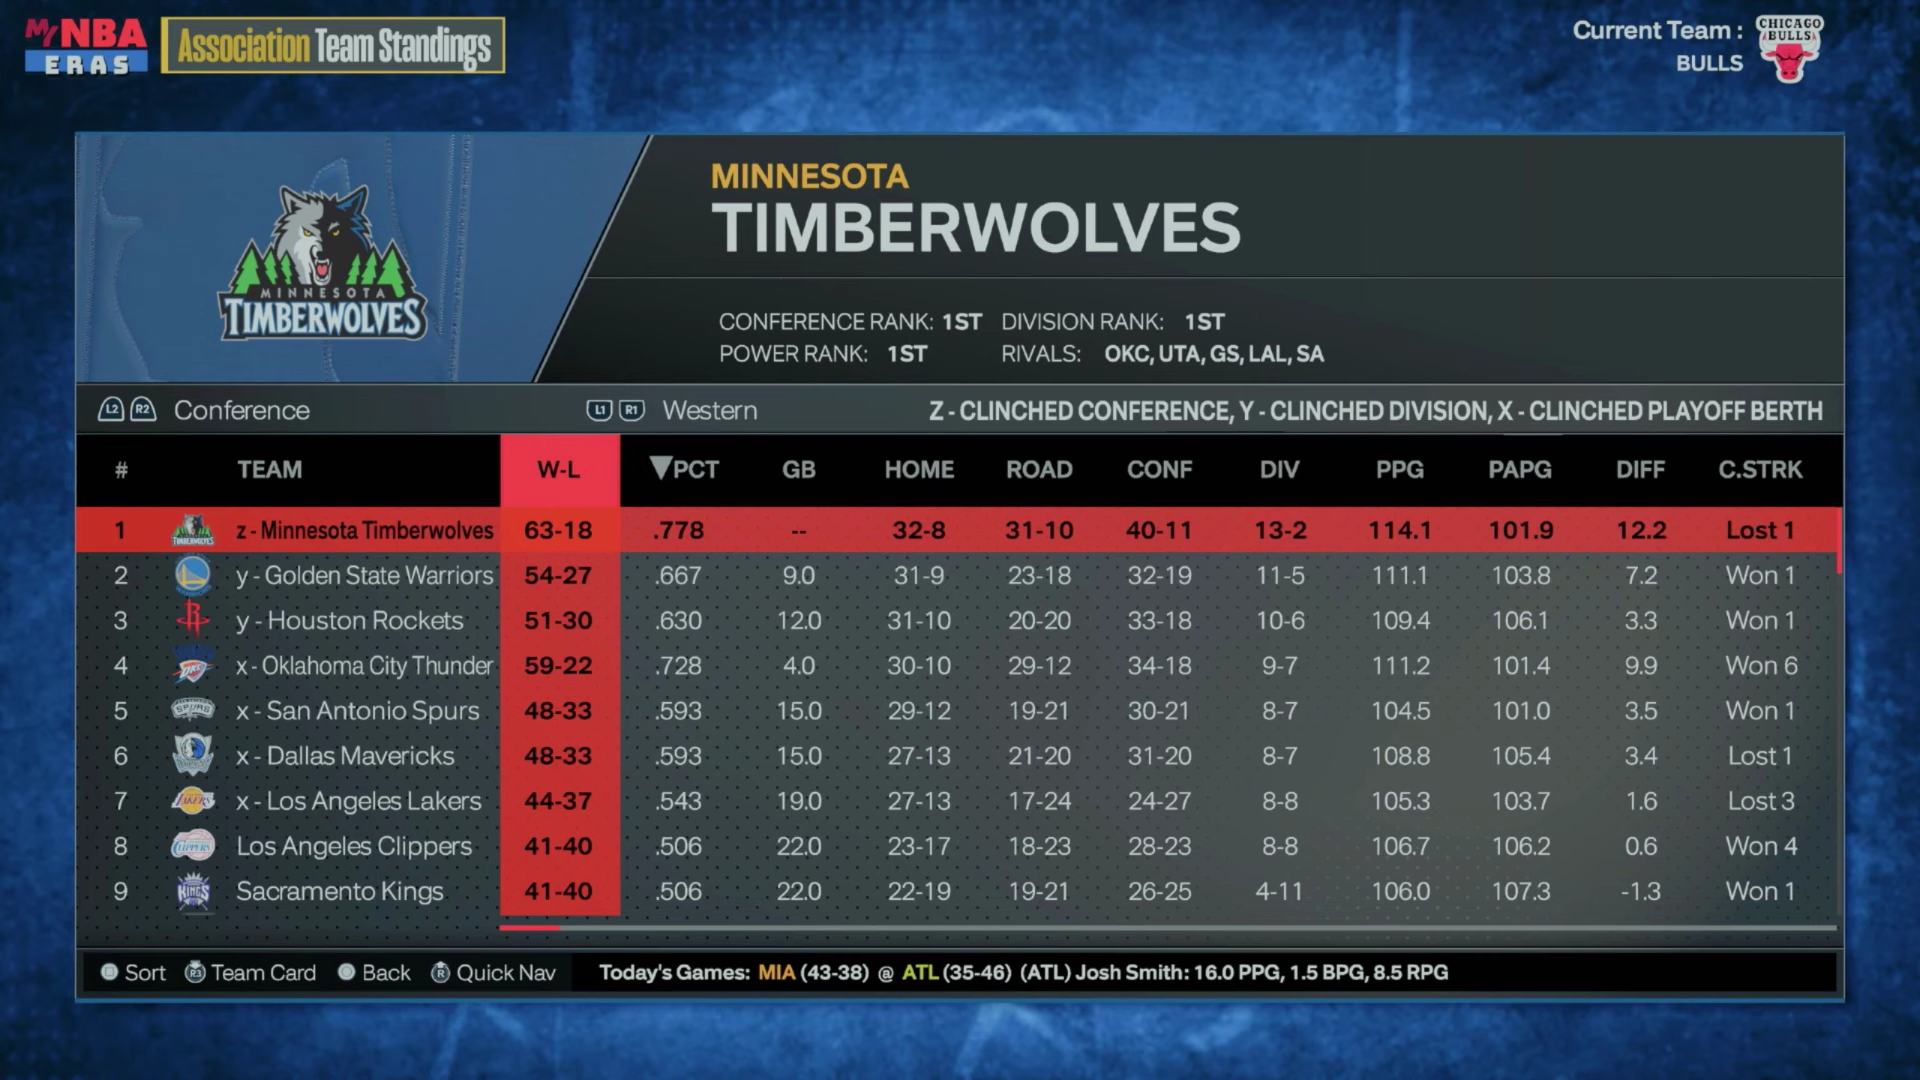 MyNBA ERAS
Association Team Standings
Current Team :
BULLS
CHICAGO BULLS
MINNESOTA
TIMBERWOLVES
MINNESOTA
TIMBERWOLVES
CONFERENCE RANK: 1ST DIVISION RANK: 1ST
POWER RANK: 1ST RIVALS: OKC, UTA, GS, LAL, SA
L2 R2 Conference L1 R1 Western Z - CLINCHED CONFERENCE, Y - CLINCHED DIVISION, X - CLINCHED PLAYOFF BERTH
# TEAM W-L ▼PCT GB HOME ROAD CONF DIV PPG PAPG DIFF C.STRK
1 z - Minnesota Timberwolves 63-18 .778 -- 32-8 31-10 40-11 13-2 114.1 101.9 12.2 Lost 1
2 y - Golden State Warriors 54-27 .667 9.0 31-9 23-18 32-19 11-5 111.1 103.8 7.2 Won 1
3 y - Houston Rockets 51-30 .630 12.0 31-10 20-20 33-18 10-6 109.4 106.1 3.3 Won 1
4 x - Oklahoma City Thunder 59-22 .728 4.0 30-10 29-12 34-18 9-7 111.2 101.4 9.9 Won 6
5 x - San Antonio Spurs 48-33 .593 15.0 29-12 19-21 30-21 8-7 104.5 101.0 3.5 Won 1
6 x - Dallas Mavericks 48-33 .593 15.0 27-13 21-20 31-20 8-7 108.8 105.4 3.4 Lost 1
7 x - Los Angeles Lakers 44-37 .543 19.0 27-13 17-24 24-27 8-8 105.3 103.7 1.6 Lost 3
8 Los Angeles Clippers 41-40 .506 22.0 23-17 18-23 28-23 8-8 106.7 106.2 0.6 Won 4
9 Sacramento Kings 41-40 .506 22.0 22-19 19-21 26-25 4-11 106.0 107.3 -1.3 Won 1
Sort R3 Team Card Back R Quick Nav Today's Games: MIA (43-38) @ ATL (35-46) (ATL) Josh Smith: 16.0 PPG, 1.5 BPG, 8.5 RPG